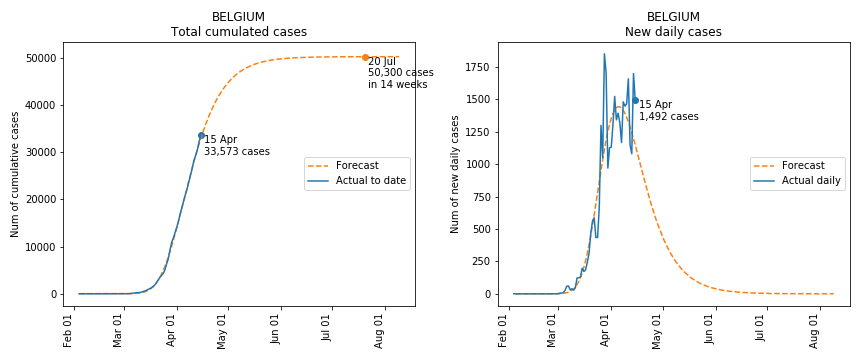 BELGIUM
Total cumulated cases
Num of cumulative cases
50000
40000
30000
20000
10000
0
20 Jul
50,300 cases
in 14 weeks
15 Apr
33,573 cases
Forecast
Actual to date
Feb 01
Mar 01
Apr 01
May 01
Jun 01
Jul 01
Aug 01
BELGIUM
New daily cases
Num of new daily cases
1750
1500
1250
1000
750
500
250
0
15 Apr
1,492 cases
Forecast
Actual daily
Feb 01
Mar 01
Apr 01
May 01
Jun 01
Jul 01
Aug 01